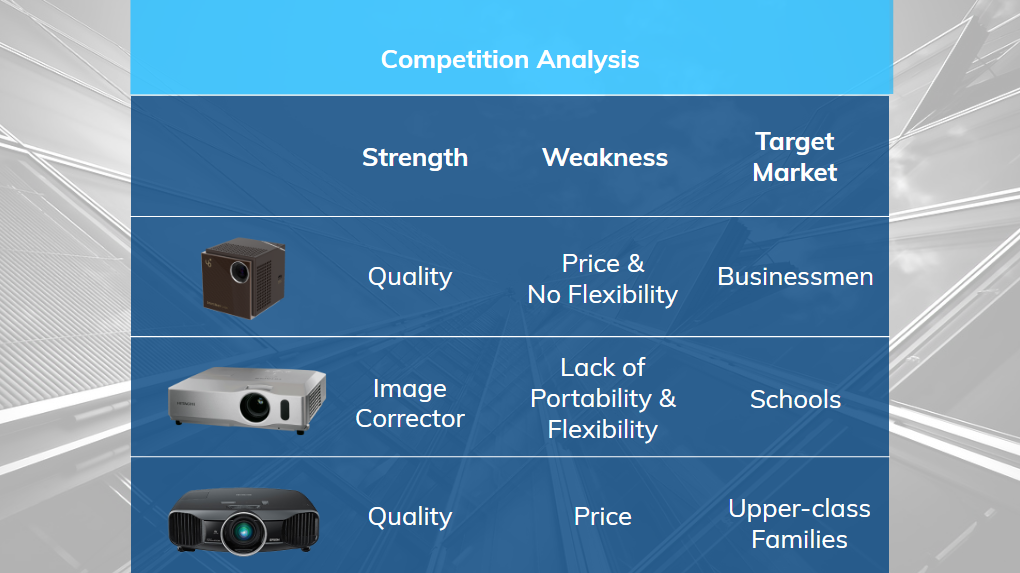 Competition Analysis
Strength
Weakness
Target
Market
Quality
Price &
No Flexibility
Businessmen
Image
Corrector
Lack of
Portability &
Flexibility
Schools
Quality
Price
Upper-class
Families